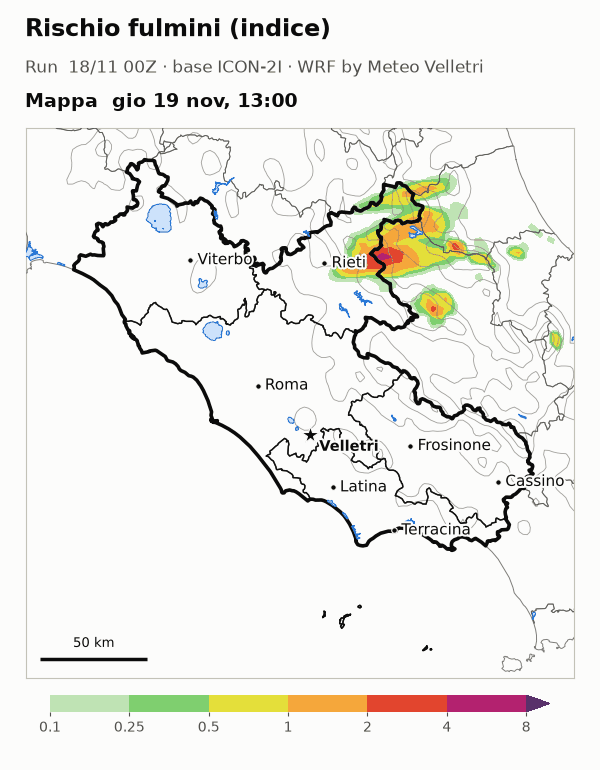 Rischio fulmini (indice)
Run  18/11 00Z · base ICON-2I · WRF by Meteo Velletri
Mappa  gio 19 nov, 13:00
Viterbo
Rieti
Roma
Velletri
Frosinone
Latina
Cassino
Terracina
50 km
0.1 0.25 0.5 1 2 4 8